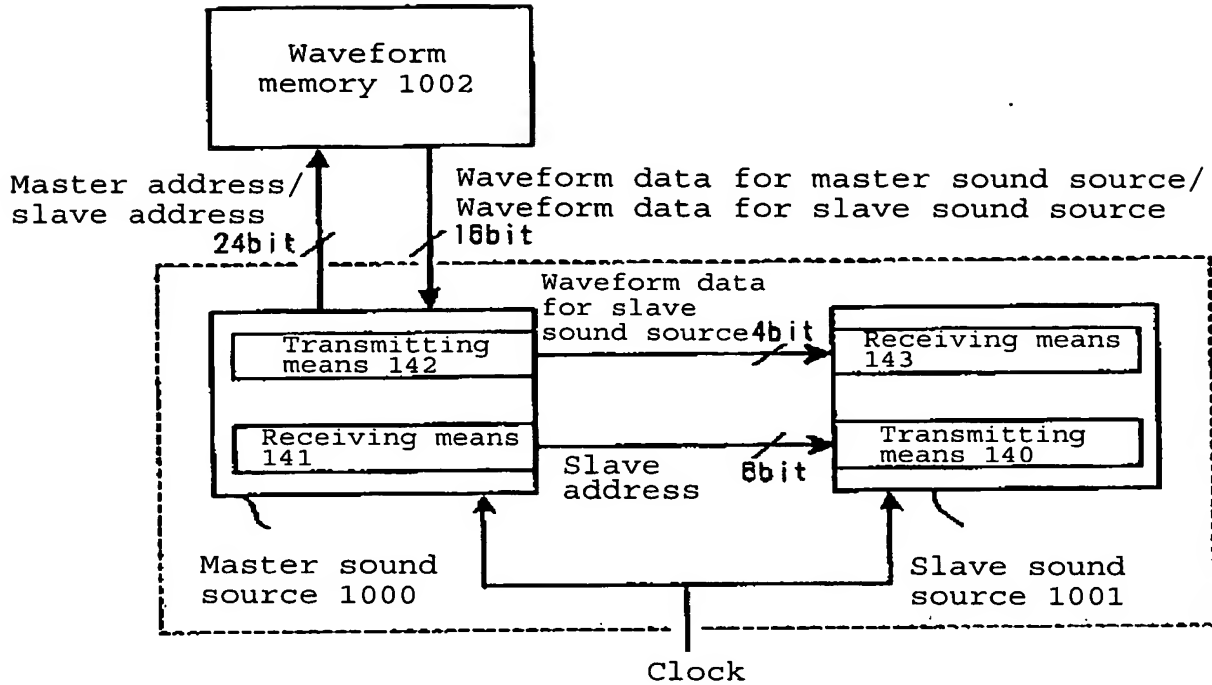 Waveform
memory 1002
Master address/
slave address
24bit
Waveform data for master sound source/
Waveform data for slave sound source
16bit
Waveform data
for slave
sound source
4bit
Transmitting
means 142
Receiving means
143
Receiving means
141
Transmitting
means 140
Slave
address
6bit
Master sound
source 1000
Slave sound
source 1001
Clock